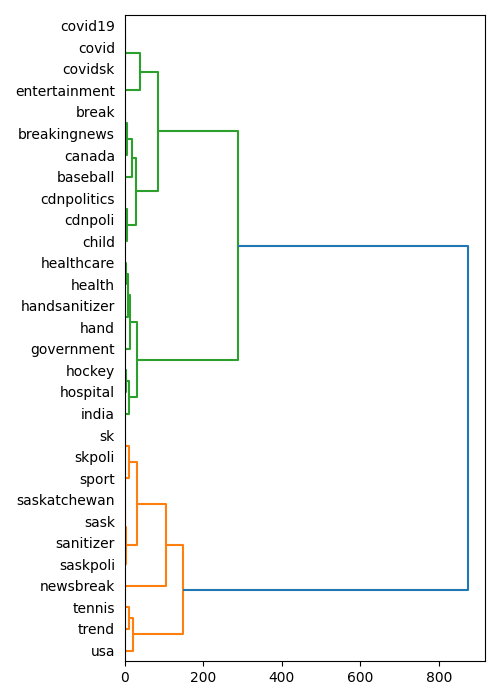 covid19
covid
covidsk
entertainment
break
breakingnews
canada
baseball
cdnpolitics
cdnpoli
child
healthcare
health
handsanitizer
hand
government
hockey
hospital
india
sk
skpoli
sport
saskatchewan
sask
sanitizer
saskpoli
newsbreak
tennis
trend
usa
0 200 400 600 800